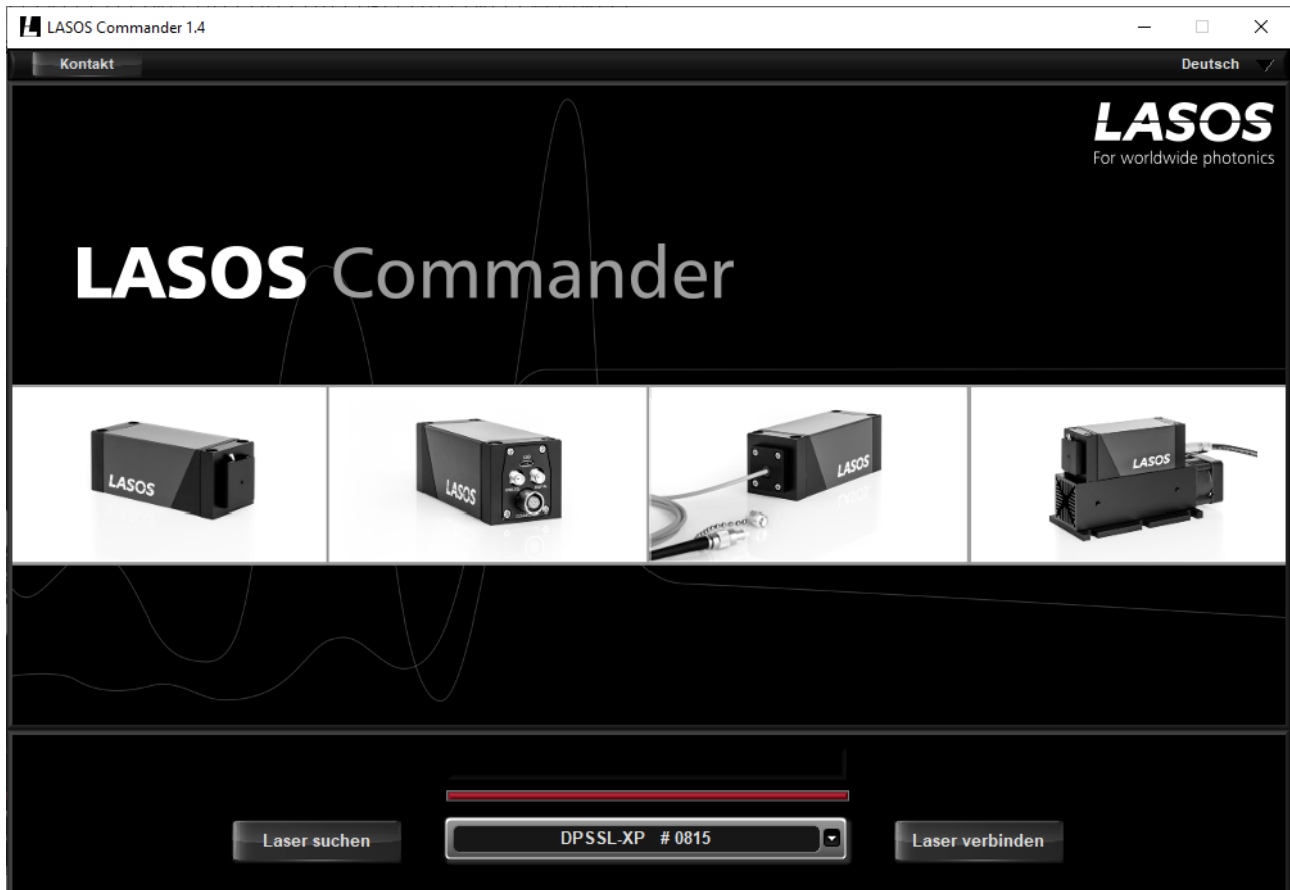 LASOS Commander 1.4
Kontakt
Deutsch
LASOS
For worldwide photonics
LASOS Commander
LASOS
LASOS
LASOS
LASOS
Laser suchen
DPSSL-XP # 0815
Laser verbinden